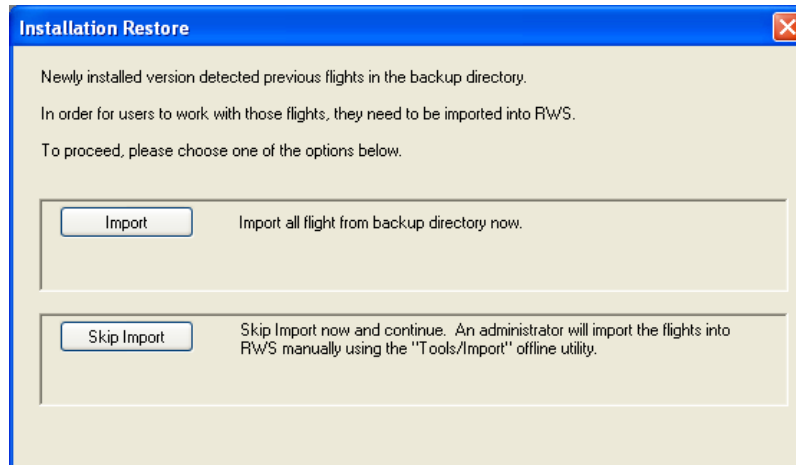 Installation Restore
Newly installed version detected previous flights in the backup directory.
In order for users to work with those flights, they need to be imported into RWS.
To proceed, please choose one of the options below.
Import
Import all flight from backup directory now.
Skip Import
Skip Import now and continue. An administrator will import the flights into
RWS manually using the "Tools/Import" offline utility.